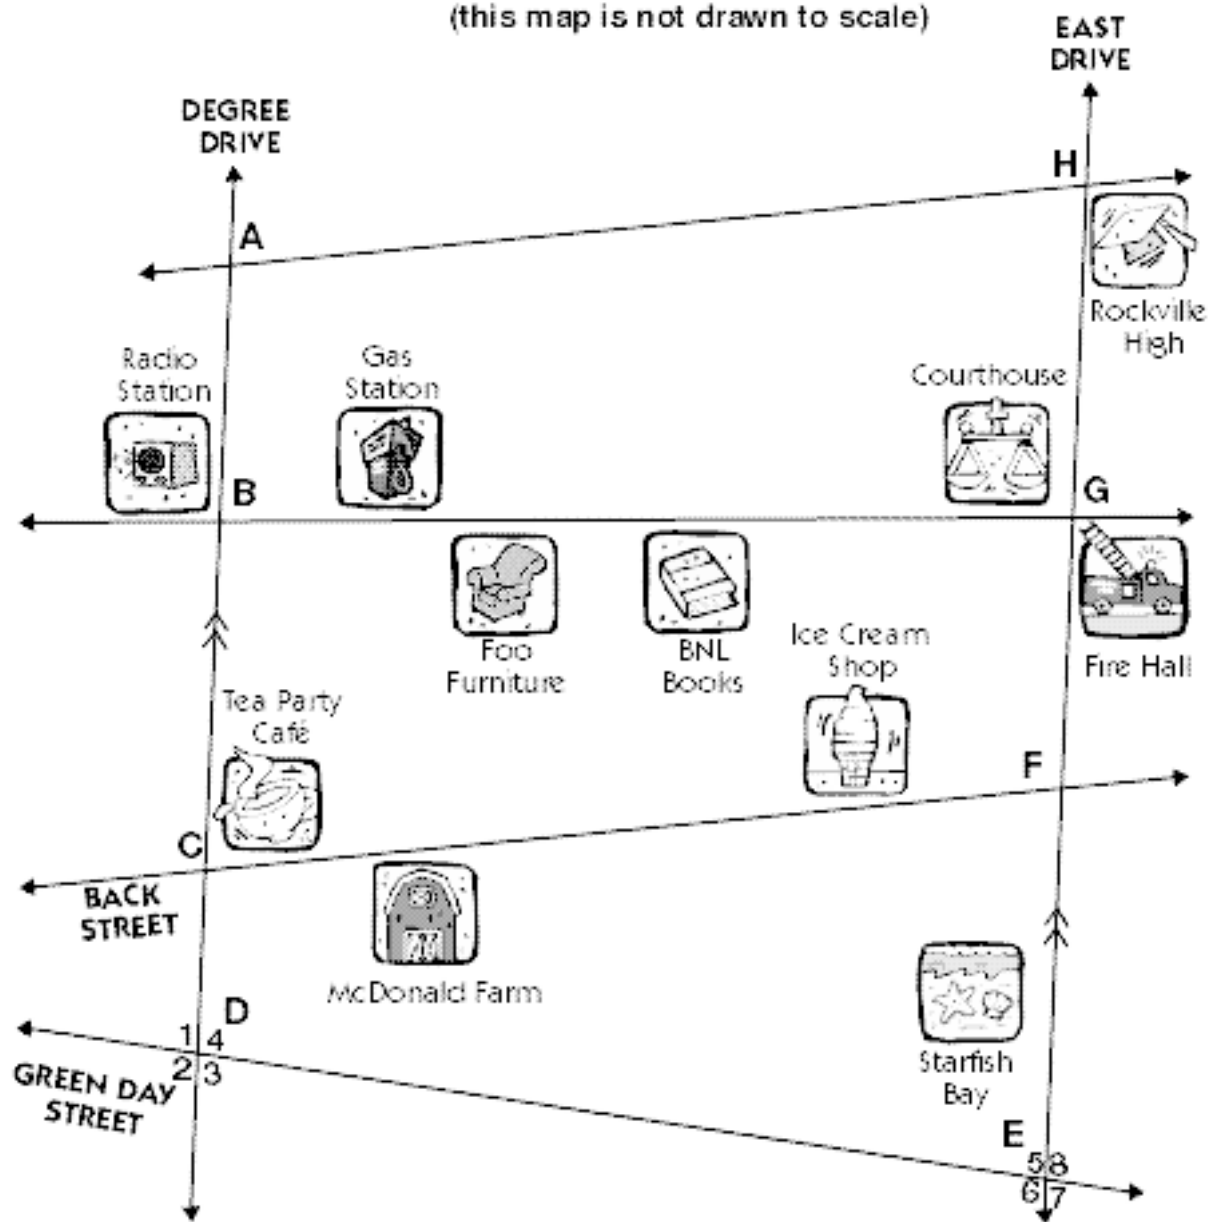 (this map is not drawn to scale)
EAST
DRIVE
DEGREE
DRIVE
H
A
Rockville
High
Radio
Station
Gas
Station
Courthouse
B
G
Foo
Furniture
BNL
Books
Ice Cream
Shop
Fire Hall
Tea Party
Café
F
C
BACK
STREET
McDonald Farm
D
1 4
2 3
GREEN DAY
STREET
Starfish
Bay
E
5 8
6 7